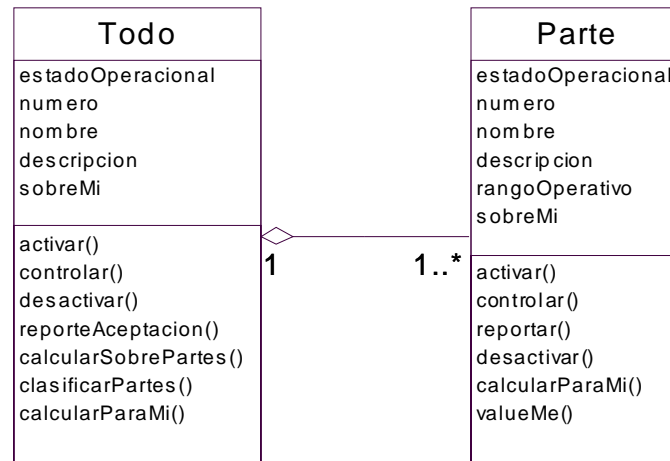 Todo
estadoOperacional
numero
nombre
descripcion
sobreMi
activar()
controlar()
desactivar()
reporteAceptacion()
calcularSobrePartes()
clasificarPartes()
calcularParaMi()
1
1..*
Parte
estadoOperacional
numero
nombre
descripcion
rangoOperativo
sobreMi
activar()
controlar()
reportar()
desactivar()
calcularParaMi()
valueMe()